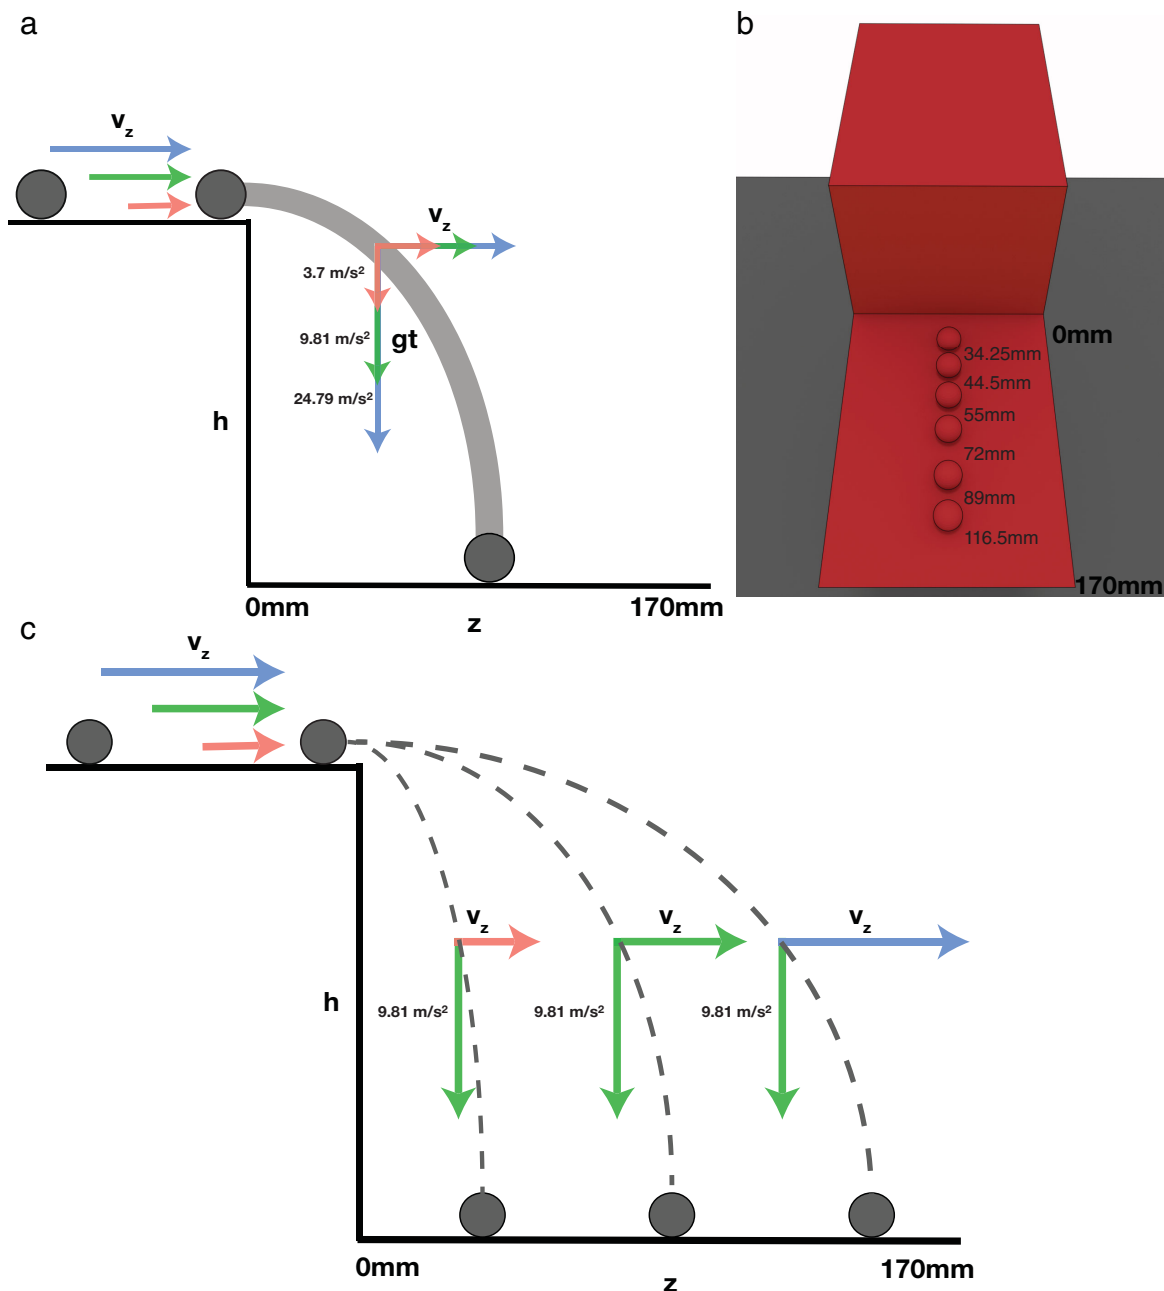 a
v_z
v_z
3.7 m/s²
9.81 m/s²
gt
24.79 m/s²
h
0mm
170mm
z
b
0mm
34.25mm
44.5mm
55mm
72mm
89mm
116.5mm
170mm
c
v_z
v_z
v_z
v_z
9.81 m/s²
9.81 m/s²
9.81 m/s²
h
0mm
170mm
z